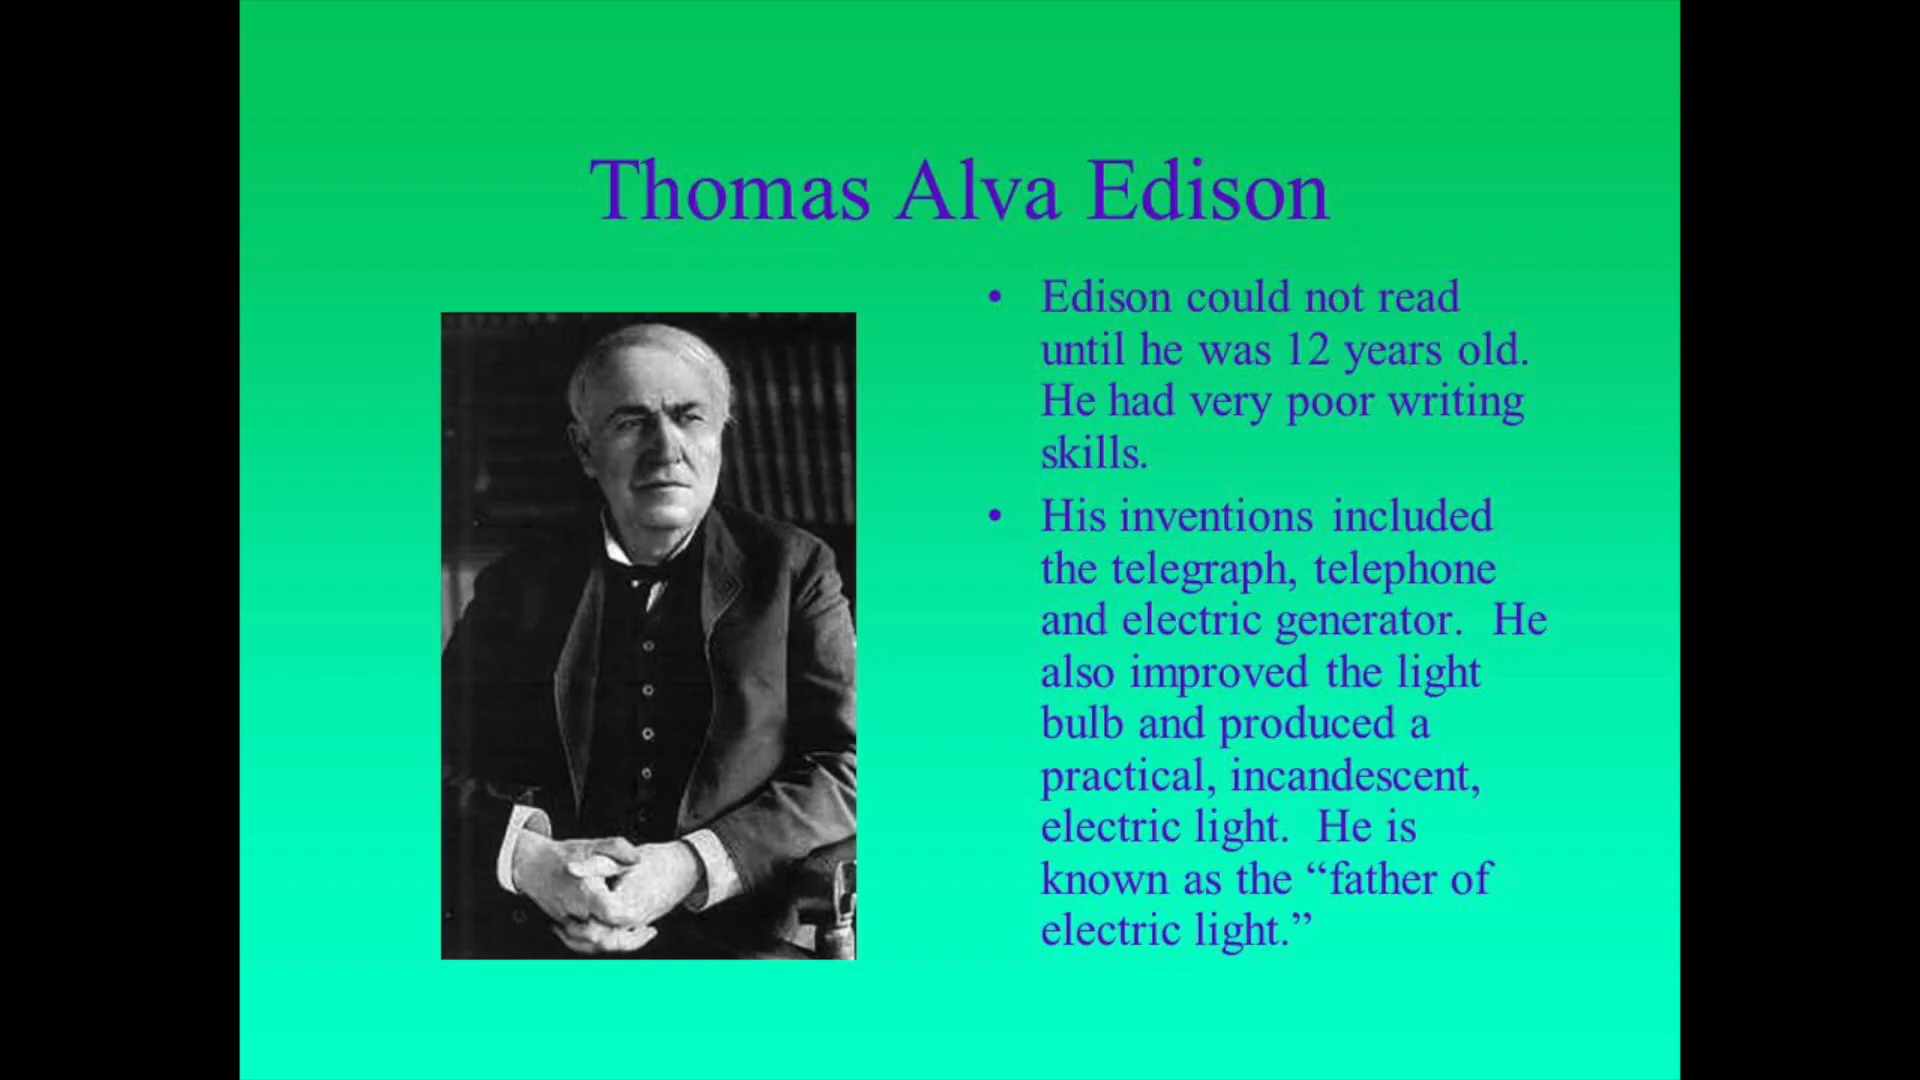 Thomas Alva Edison
• Edison could not read
until he was 12 years old.
He had very poor writing
skills.
• His inventions included
the telegraph, telephone
and electric generator.  He
also improved the light
bulb and produced a
practical, incandescent,
electric light.  He is
known as the “father of
electric light.”